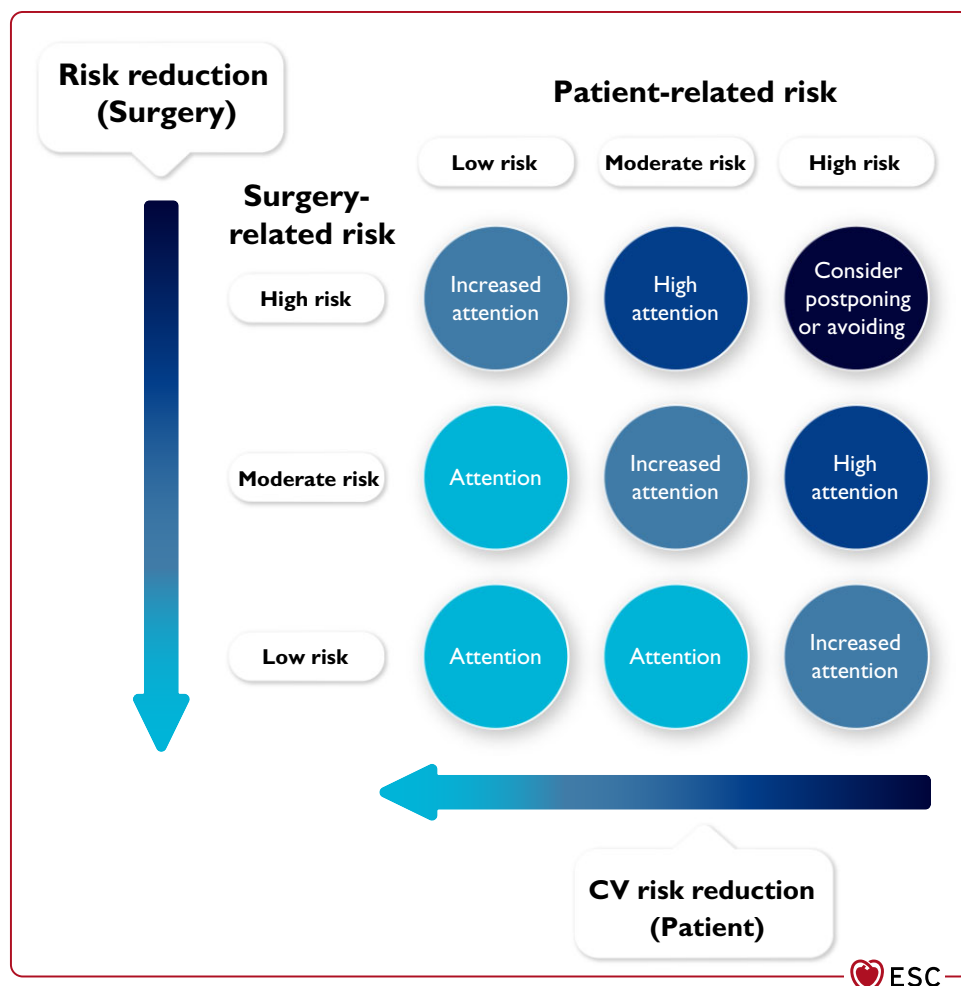 Risk reduction
(Surgery)
Patient-related risk
Low risk
Moderate risk
High risk
Surgery-
related risk
High risk
Increased
attention
High
attention
Consider
postponing
or avoiding
Moderate risk
Attention
Increased
attention
High
attention
Low risk
Attention
Attention
Increased
attention
CV risk reduction
(Patient)
ESC